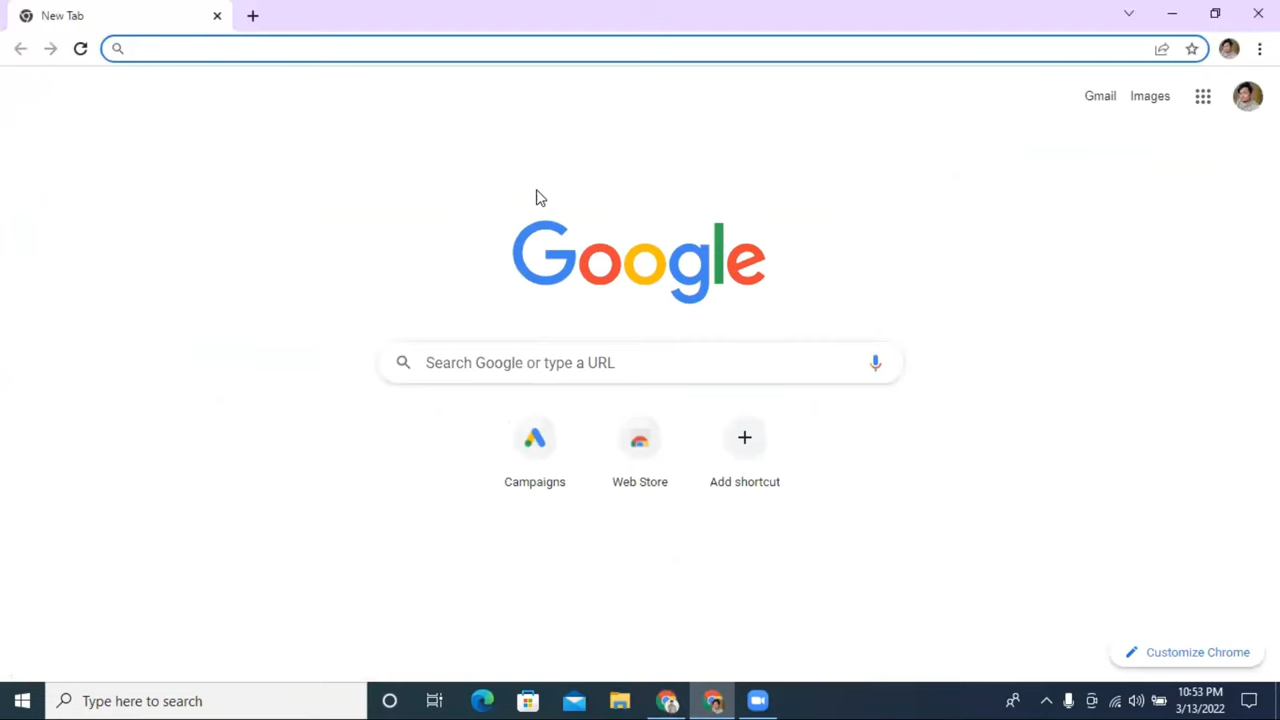 New Tab
Gmail
Images
Google
Search Google or type a URL
Campaigns
Web Store
Add shortcut
Customize Chrome
Type here to search
10:53 PM
3/13/2022